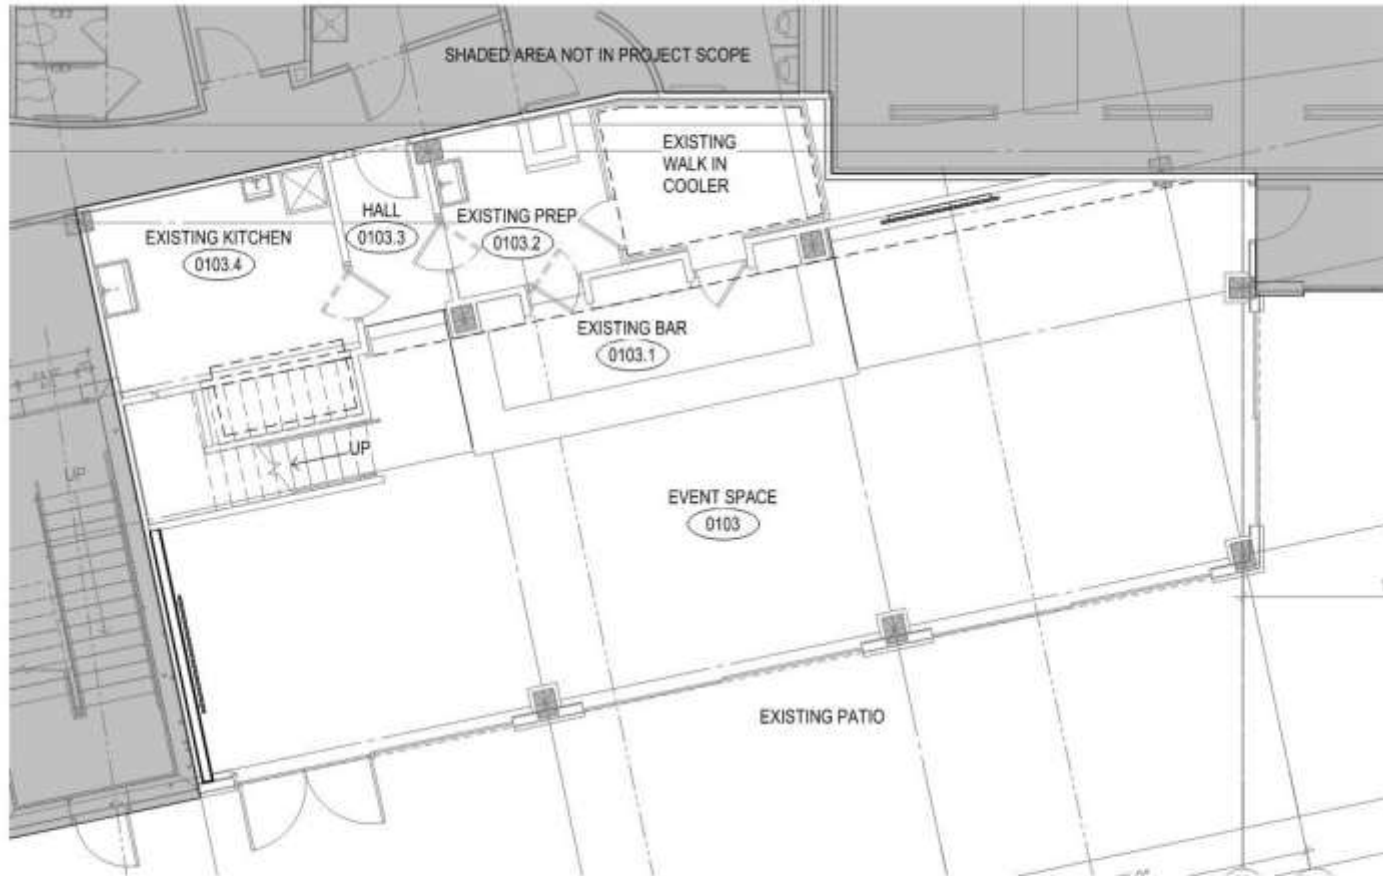 SHADED AREA NOT IN PROJECT SCOPE
EXISTING
WALK IN
COOLER
HALL
0103.3
EXISTING PREP
0103.2
EXISTING KITCHEN
0103.4
EXISTING BAR
0103.1
UP
UP
EVENT SPACE
0103
EXISTING PATIO